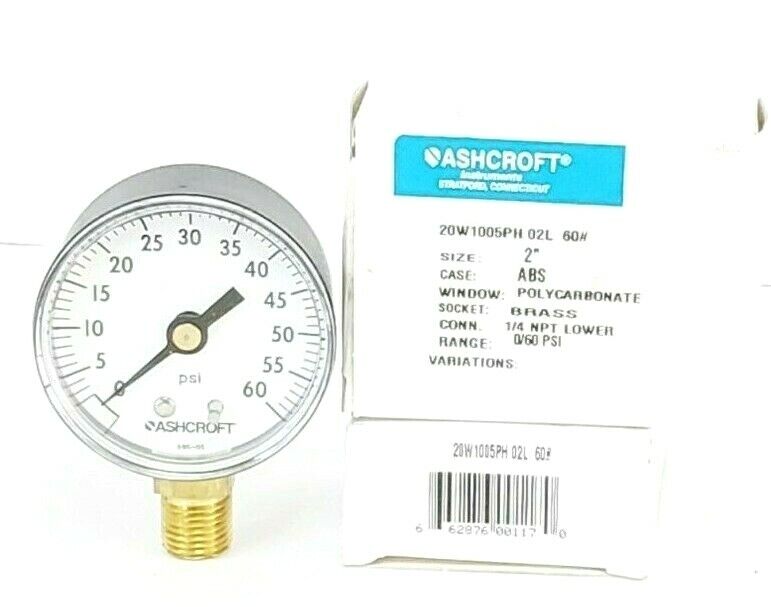 0
5
10
15
20
25
30
35
40
45
50
55
60
psi
ASHCROFT
ASHCROFT®
Instruments
STRATFORD, CONNECTICUT
20W1005PH 02L 60#
SIZE: 2"
CASE: ABS
WINDOW: POLYCARBONATE
SOCKET: BRASS
CONN. 1/4 NPT LOWER
RANGE: 0/60 PSI
VARIATIONS:
20W1005PH 02L 60#
6 62876 00117 0